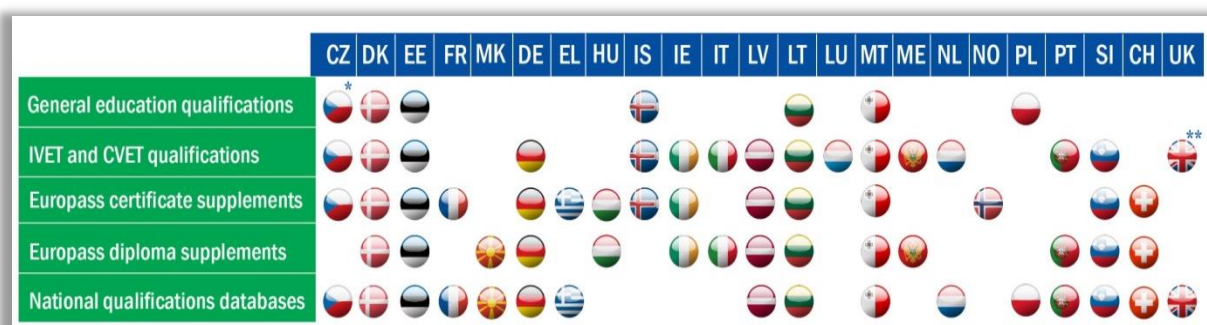 CZ DK EE FR MK DE EL HU IS IE IT LV LT LU MT ME NL NO PL PT SI CH UK
General education qualifications *
IVET and CVET qualifications **
Europass certificate supplements
Europass diploma supplements
National qualifications databases